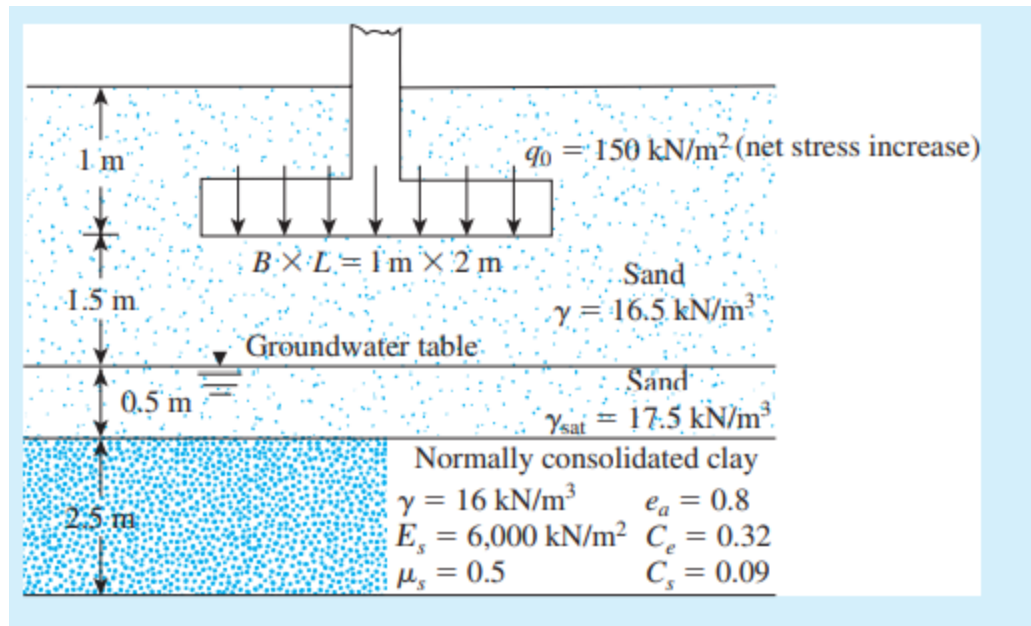 1 m
q₀ = 150 kN/m² (net stress increase)
B × L = 1 m × 2 m
Sand
1.5 m
γ = 16.5 kN/m³
Groundwater table
Sand
0.5 m
γsat = 17.5 kN/m³
Normally consolidated clay
γ = 16 kN/m³ eₐ = 0.8
2.5 m
Eₛ = 6,000 kN/m² Cₑ = 0.32
μₛ = 0.5 Cₛ = 0.09